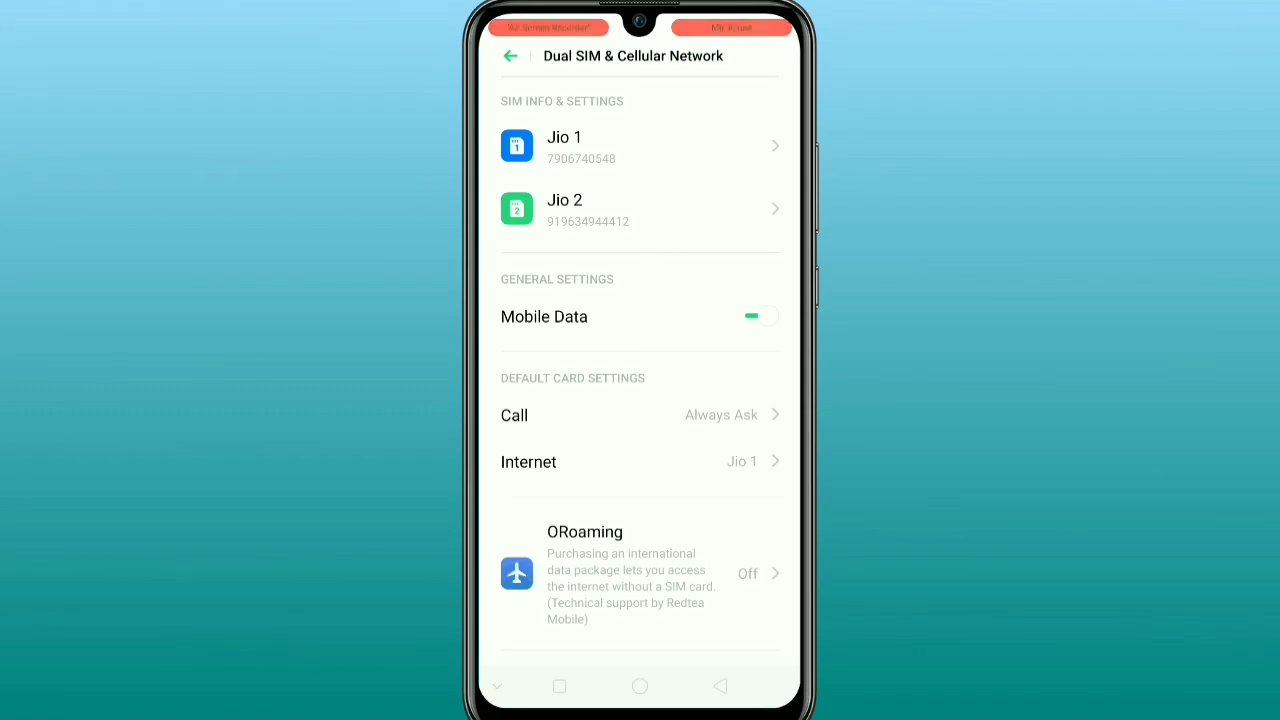 Dual SIM & Cellular Network
SIM INFO & SETTINGS
1
Jio 1
7906740548
2
Jio 2
919634944412
GENERAL SETTINGS
Mobile Data
DEFAULT CARD SETTINGS
Call Always Ask
Internet Jio 1
ORoaming
Purchasing an international
data package lets you access
the internet without a SIM card.
(Technical support by Redtea
Mobile)
Off